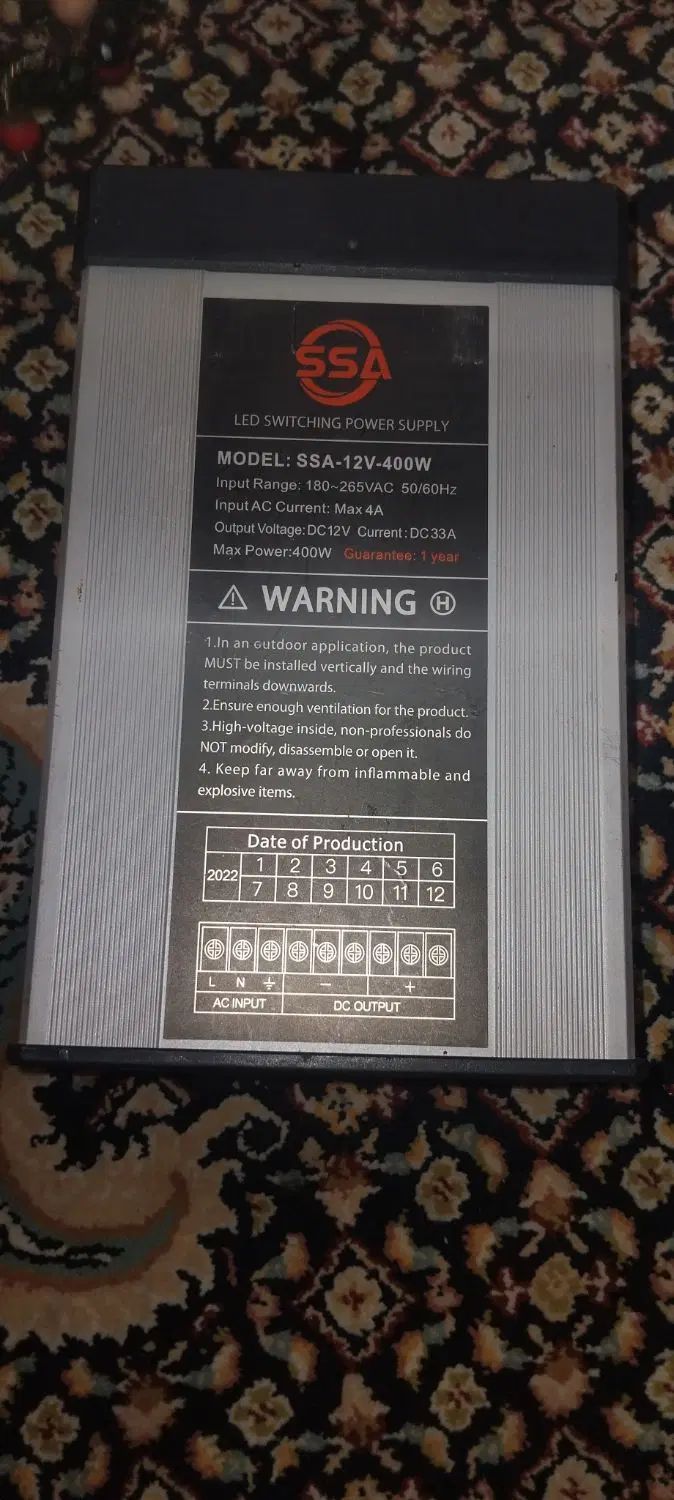 SSA
LED SWITCHING POWER SUPPLY
MODEL: SSA-12V-400W
Input Range: 180~265VAC 50/60Hz
Input AC Current: Max 4A
Output Voltage:DC12V Current:DC33A
Max Power:400W Guarantee: 1 year
⚠ WARNING Ⓗ
1.In an outdoor application, the product
MUST be installed vertically and the wiring
terminals downwards.
2.Ensure enough ventilation for the product.
3.High-voltage inside, non-professionals do
NOT modify, disassemble or open it.
4. Keep far away from inflammable and
explosive items.
Date of Production
2022 1 2 3 4 5 6
7 8 9 10 11 12
L N ⏚ − +
AC INPUT DC OUTPUT